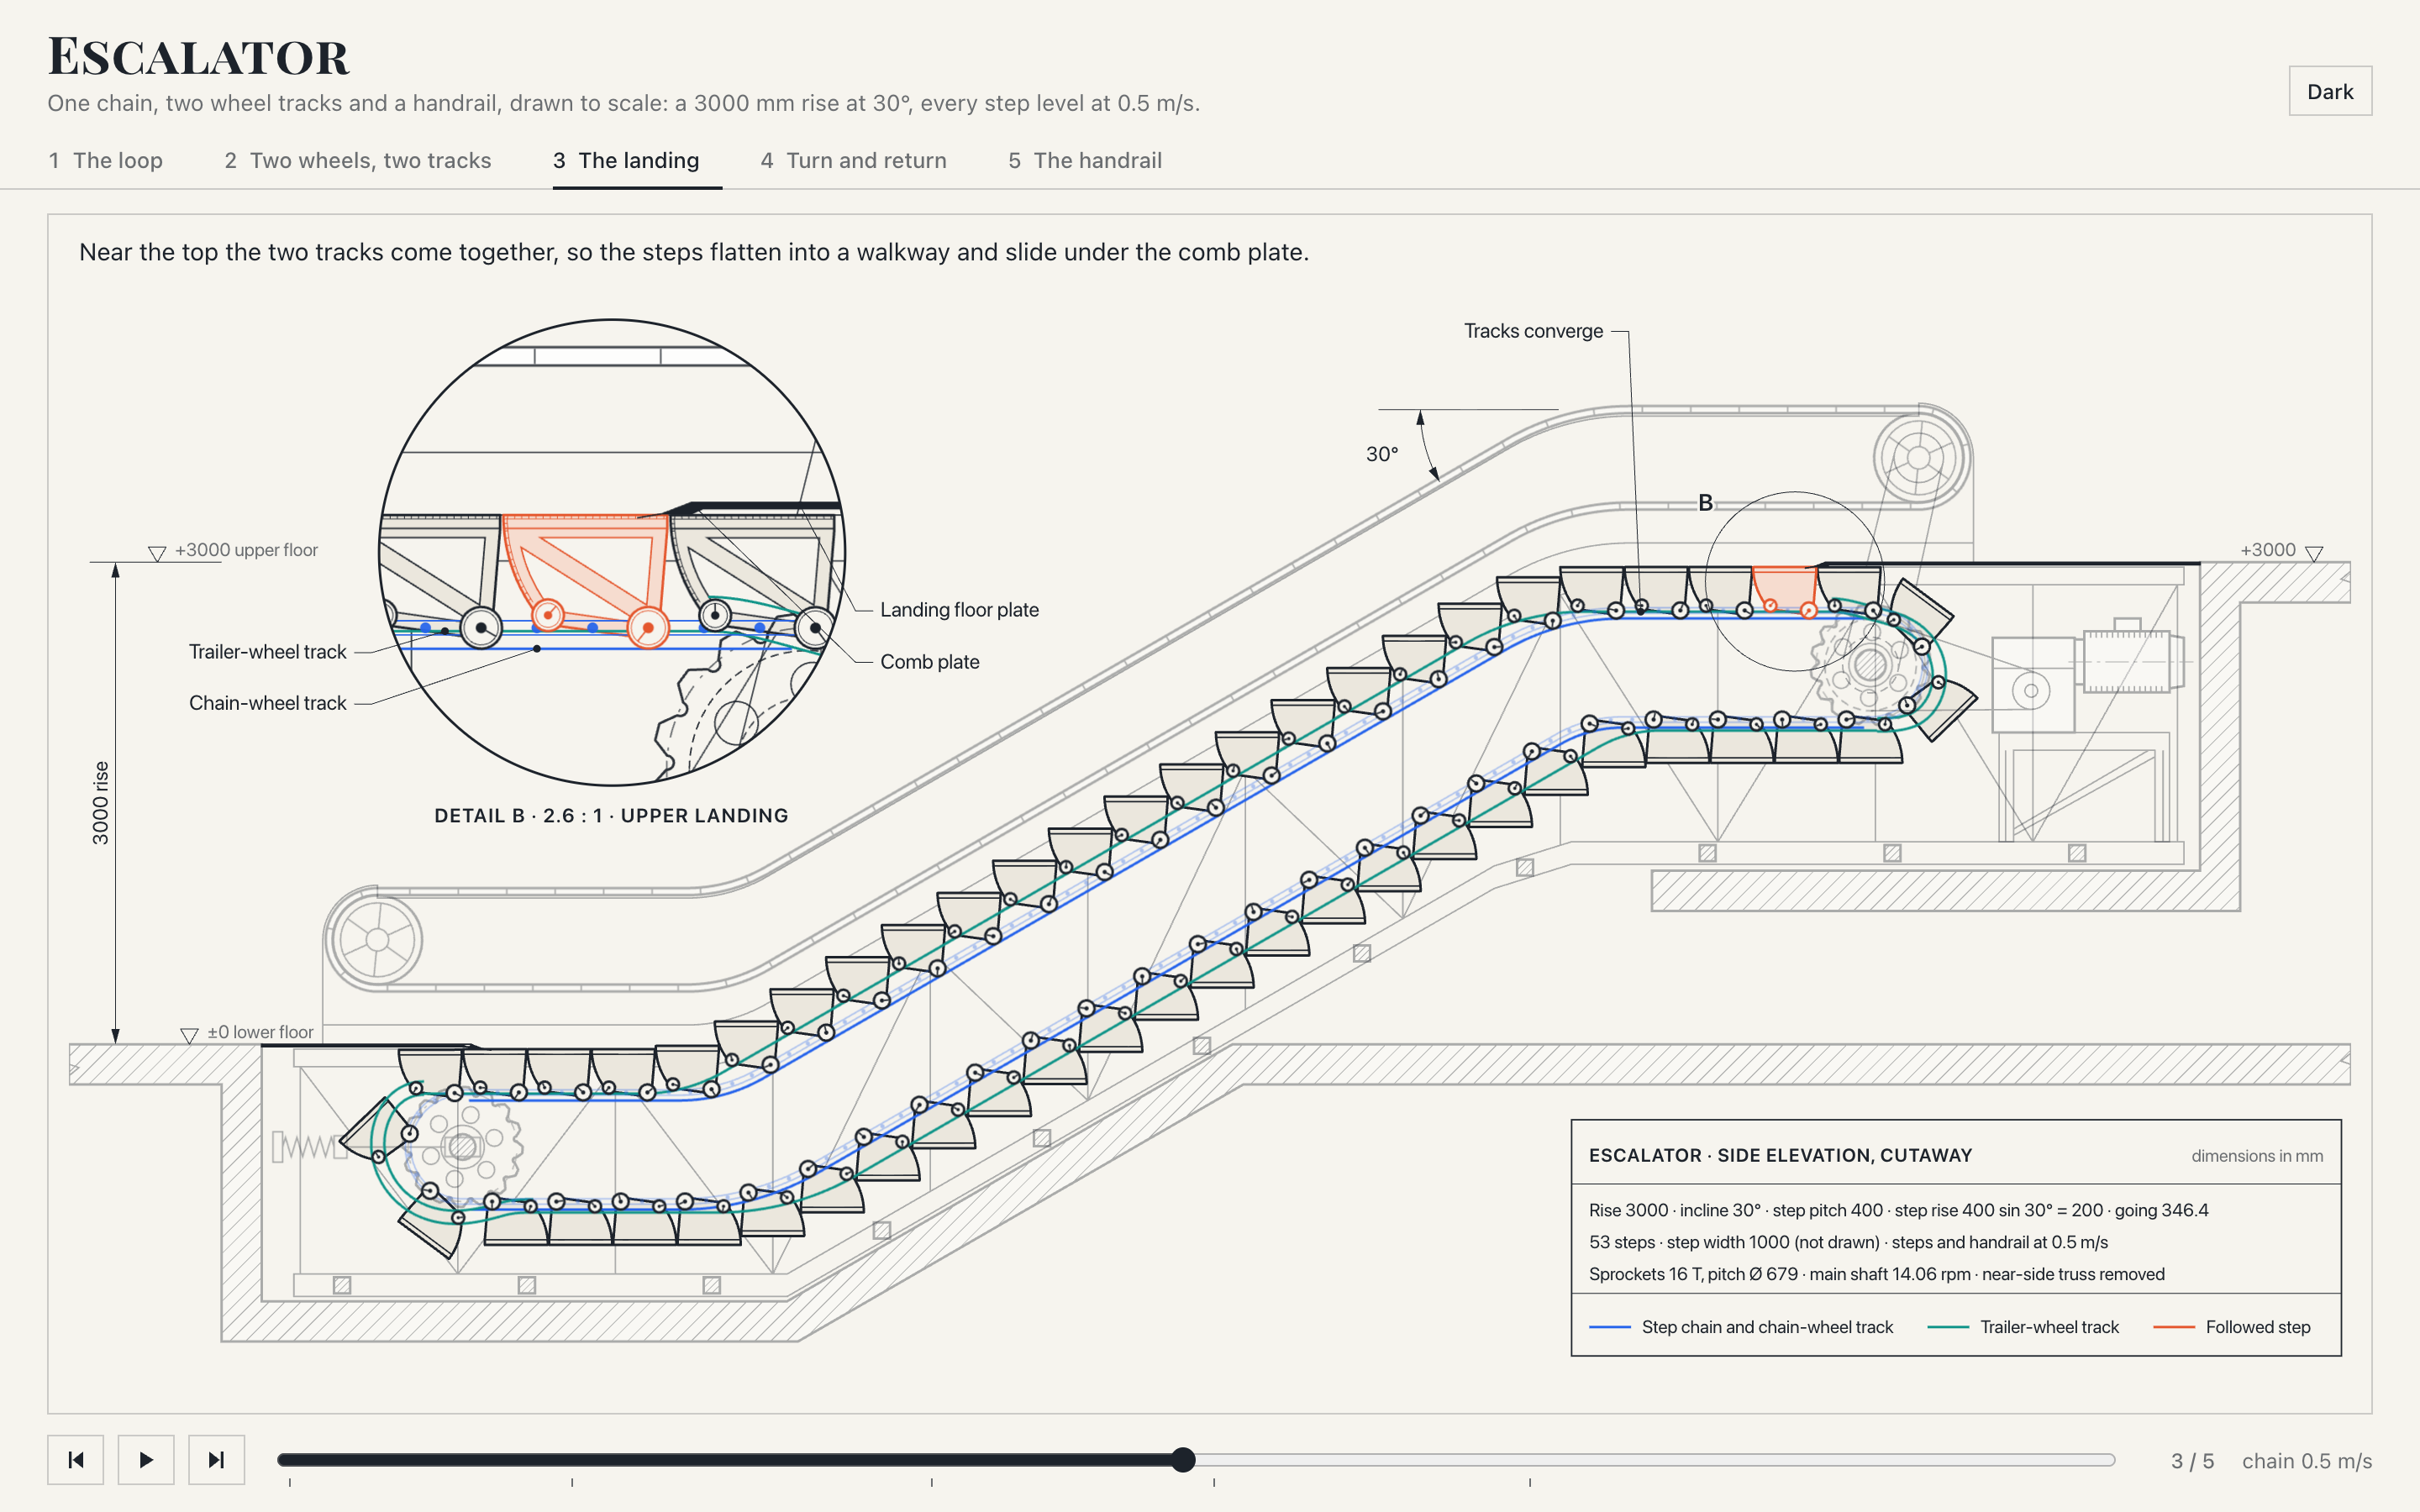 ESCALATOR
One chain, two wheel tracks and a handrail, drawn to scale: a 3000 mm rise at 30°, every step level at 0.5 m/s.
Dark
1 The loop
2 Two wheels, two tracks
3 The landing
4 Turn and return
5 The handrail
Near the top the two tracks come together, so the steps flatten into a walkway and slide under the comb plate.
Tracks converge
30°
B
+3000 upper floor
+3000
Landing floor plate
Trailer-wheel track
Comb plate
Chain-wheel track
DETAIL B · 2.6 : 1 · UPPER LANDING
3000 rise
±0 lower floor
ESCALATOR · SIDE ELEVATION, CUTAWAY
dimensions in mm
Rise 3000 · incline 30° · step pitch 400 · step rise 400 sin 30° = 200 · going 346.4
53 steps · step width 1000 (not drawn) · steps and handrail at 0.5 m/s
Sprockets 16 T, pitch Ø 679 · main shaft 14.06 rpm · near-side truss removed
Step chain and chain-wheel track
Trailer-wheel track
Followed step
3 / 5
chain 0.5 m/s